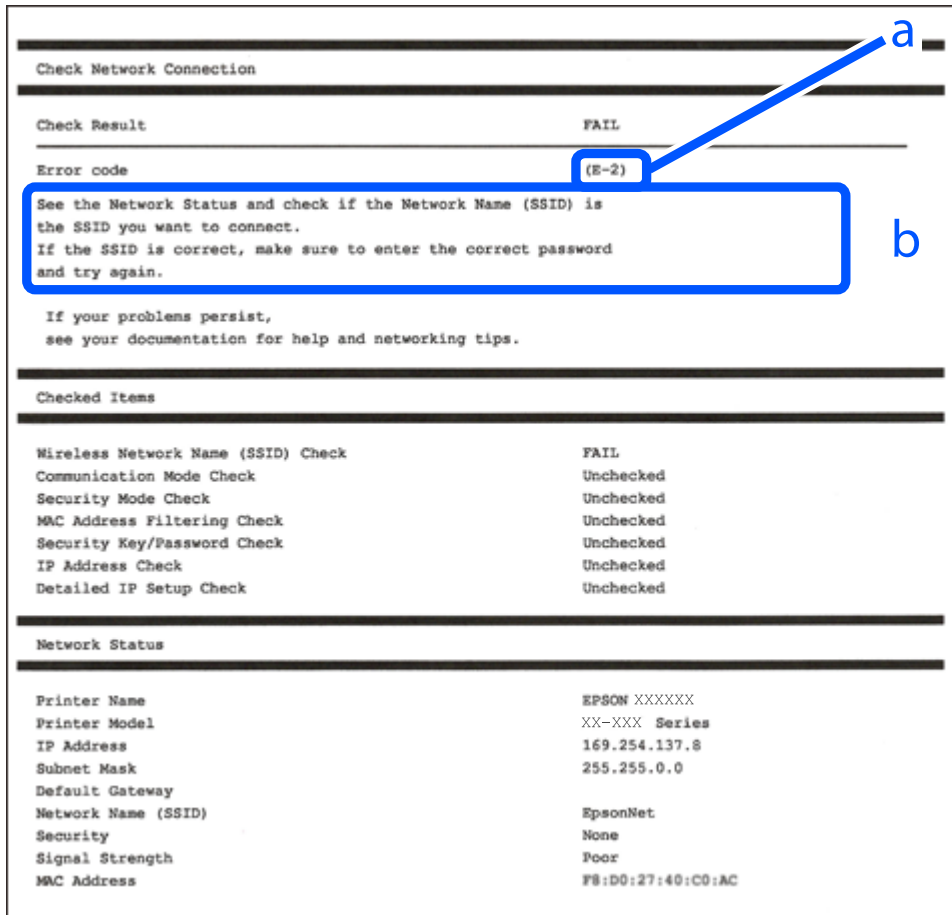 a
Check Network Connection
Check Result FAIL
Error code (E-2)
See the Network Status and check if the Network Name (SSID) is
the SSID you want to connect.
If the SSID is correct, make sure to enter the correct password
and try again.
b
If your problems persist,
see your documentation for help and networking tips.
Checked Items
Wireless Network Name (SSID) Check FAIL
Communication Mode Check Unchecked
Security Mode Check Unchecked
MAC Address Filtering Check Unchecked
Security Key/Password Check Unchecked
IP Address Check Unchecked
Detailed IP Setup Check Unchecked
Network Status
Printer Name EPSON XXXXXX
Printer Model XX-XXX Series
IP Address 169.254.137.8
Subnet Mask 255.255.0.0
Default Gateway
Network Name (SSID) EpsonNet
Security None
Signal Strength Poor
MAC Address F8:D0:27:40:C0:AC